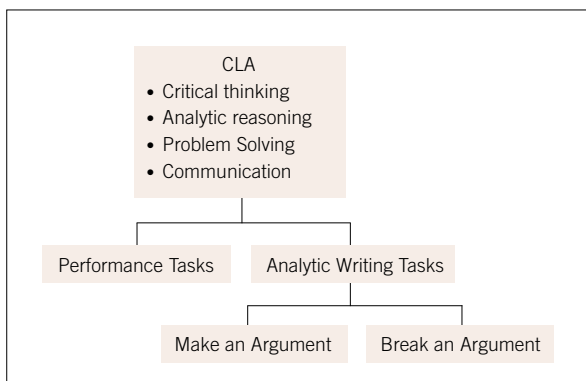 CLA
• Critical thinking
• Analytic reasoning
• Problem Solving
• Communication
Performance Tasks
Analytic Writing Tasks
Make an Argument
Break an Argument